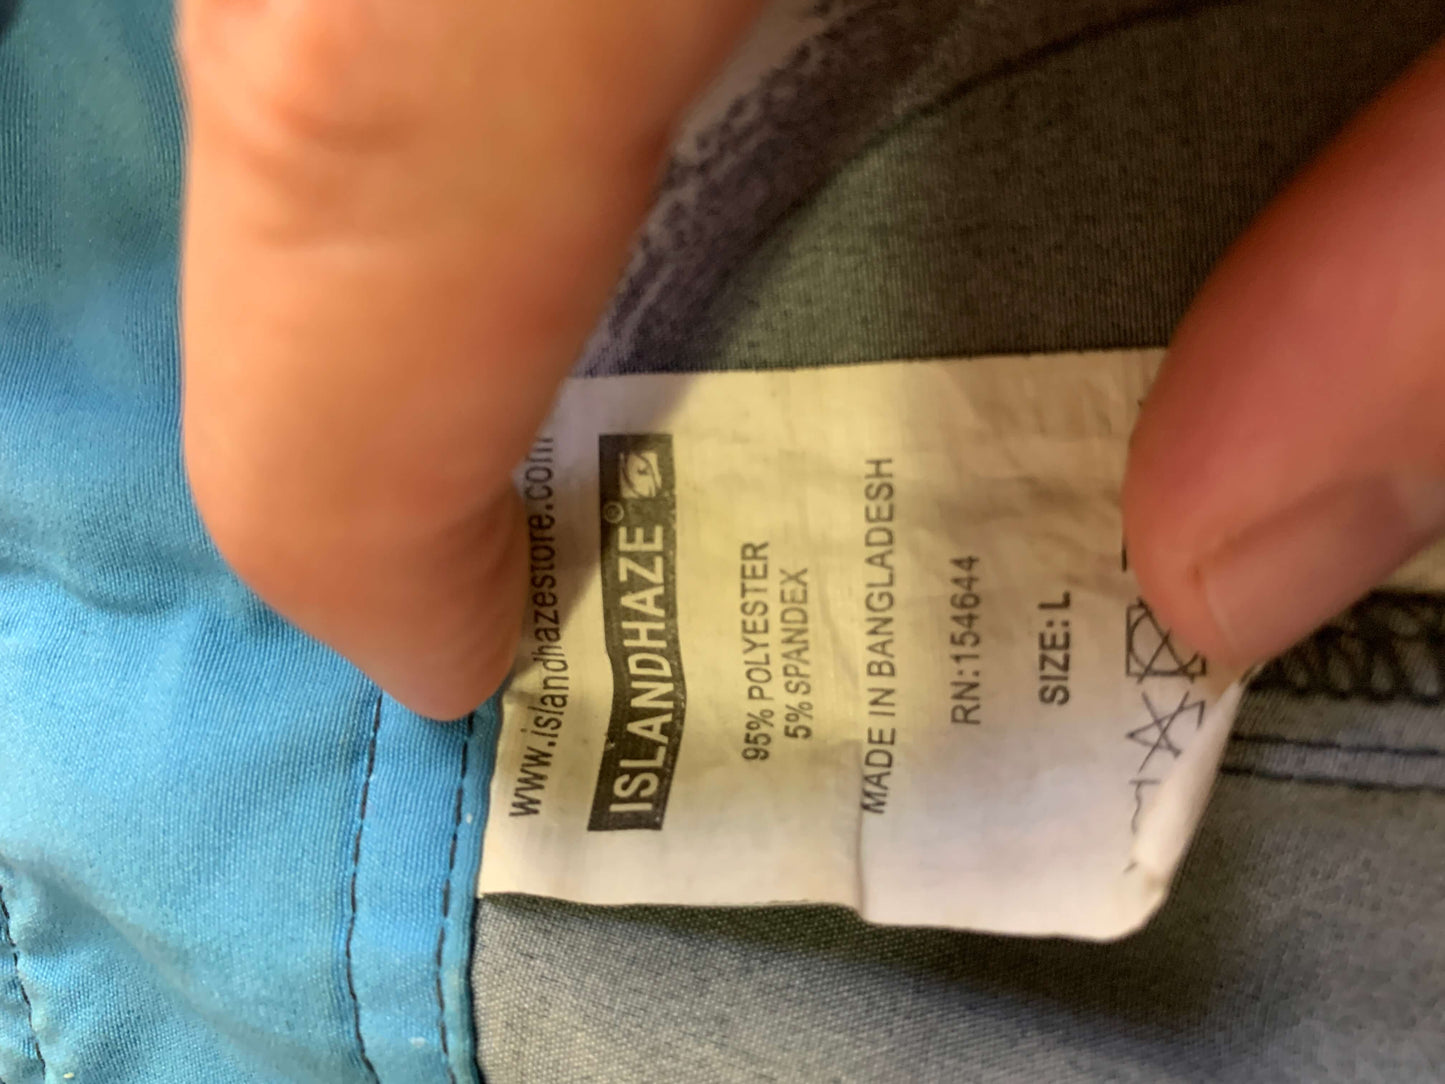 www.islandhazestore.com
ISLANDHAZE®
95% POLYESTER
5% SPANDEX
MADE IN BANGLADESH
RN:154644
SIZE: L